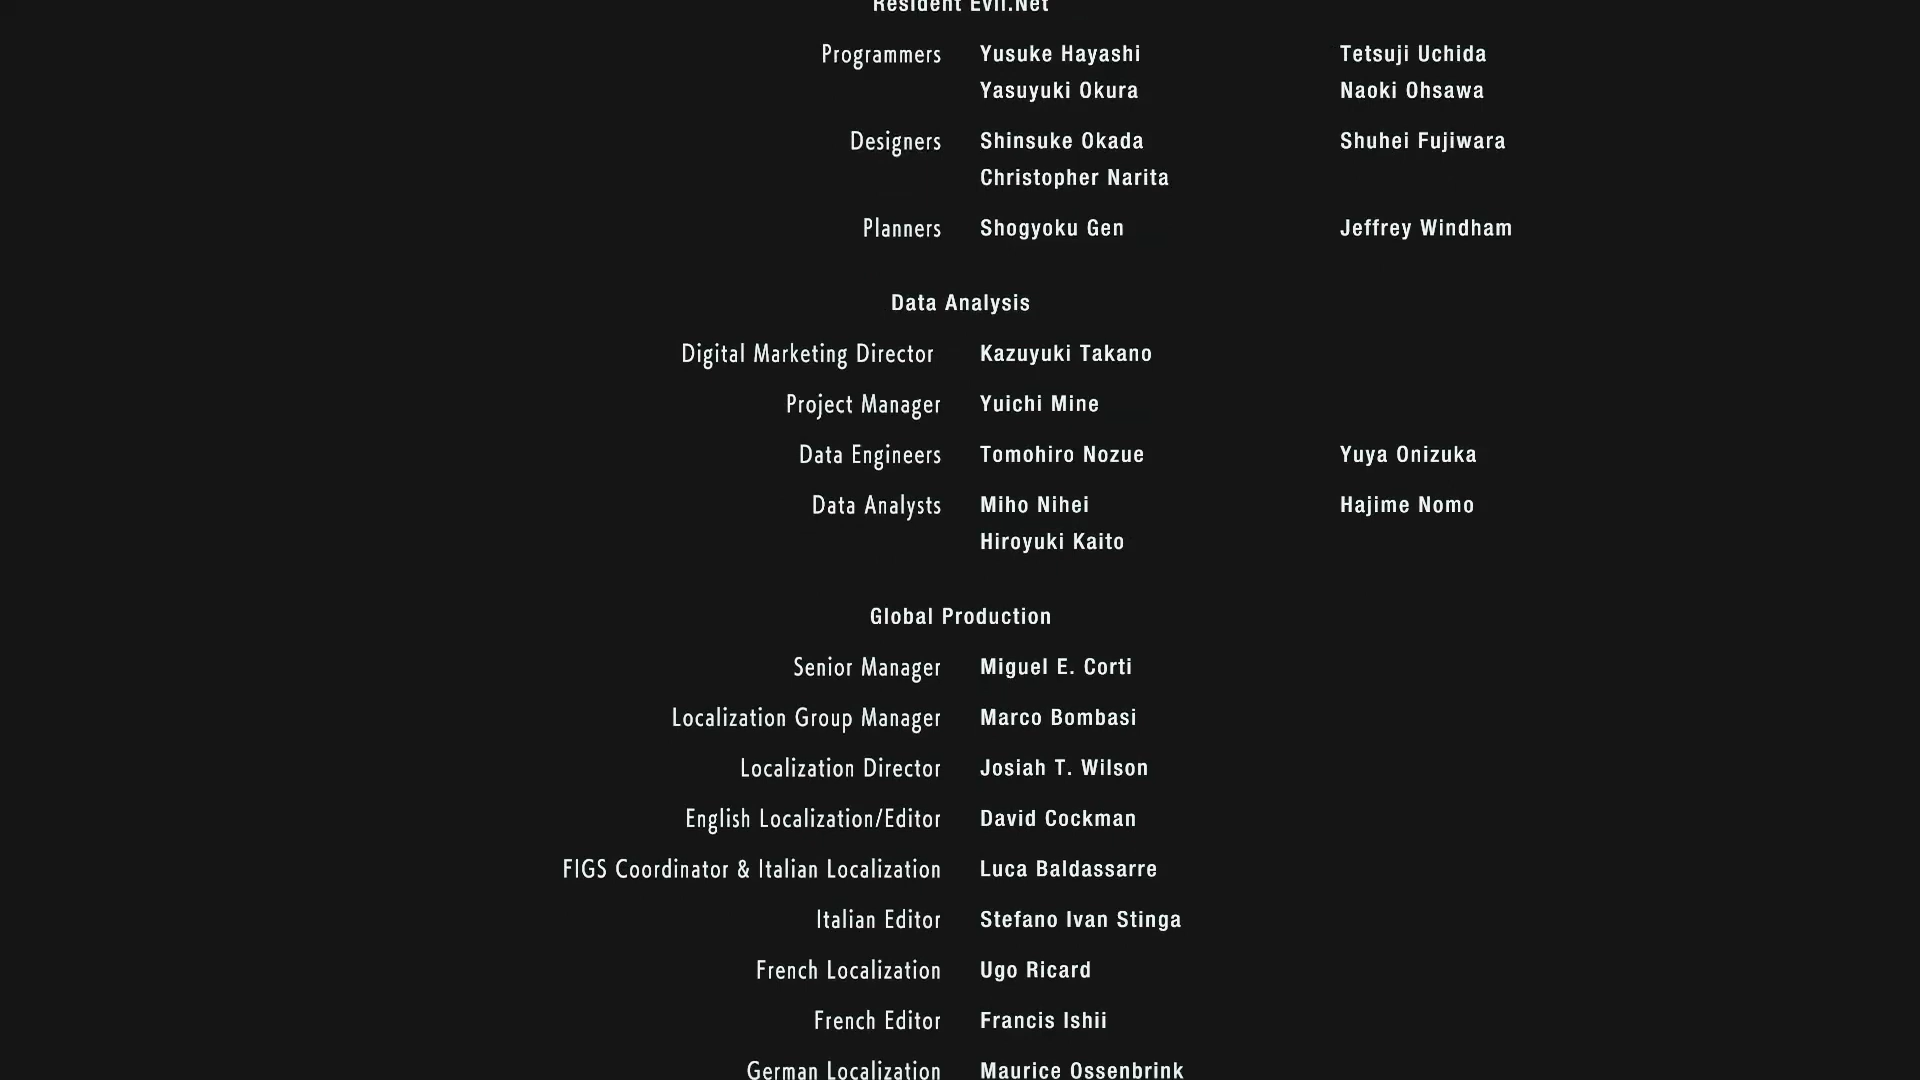 Resident Evil.Net
Programmers Yusuke Hayashi Tetsuji Uchida
Yasuyuki Okura Naoki Ohsawa
Designers Shinsuke Okada Shuhei Fujiwara
Christopher Narita
Planners Shogyoku Gen Jeffrey Windham
Data Analysis
Digital Marketing Director Kazuyuki Takano
Project Manager Yuichi Mine
Data Engineers Tomohiro Nozue Yuya Onizuka
Data Analysts Miho Nihei Hajime Nomo
Hiroyuki Kaito
Global Production
Senior Manager Miguel E. Corti
Localization Group Manager Marco Bombasi
Localization Director Josiah T. Wilson
English Localization/Editor David Cockman
FIGS Coordinator & Italian Localization Luca Baldassarre
Italian Editor Stefano Ivan Stinga
French Localization Ugo Ricard
French Editor Francis Ishii
German Localization Maurice Ossenbrink